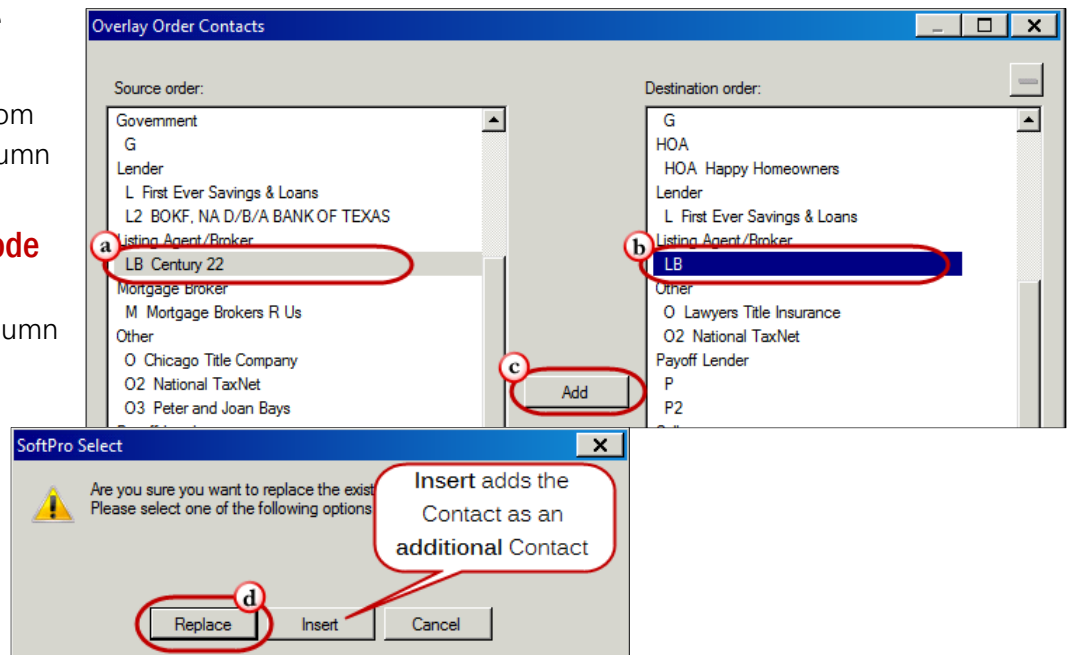 om
umn
ode
umn
Overlay Order Contacts
Source order:
Government
G
Lender
L First Ever Savings & Loans
L2 BOKF, NA D/B/A BANK OF TEXAS
a
Listing Agent/Broker
LB Century 22
Mortgage Broker
M Mortgage Brokers R Us
Other
O Chicago Title Company
O2 National TaxNet
O3 Peter and Joan Bays
c
Add
Destination order:
G
HOA
HOA Happy Homeowners
Lender
L First Ever Savings & Loans
b
Listing Agent/Broker
LB
Other
O Lawyers Title Insurance
O2 National TaxNet
Payoff Lender
P
P2
SoftPro Select
Are you sure you want to replace the exist
Please select one of the following options
Insert adds the
Contact as an
additional Contact
d
Replace Insert Cancel